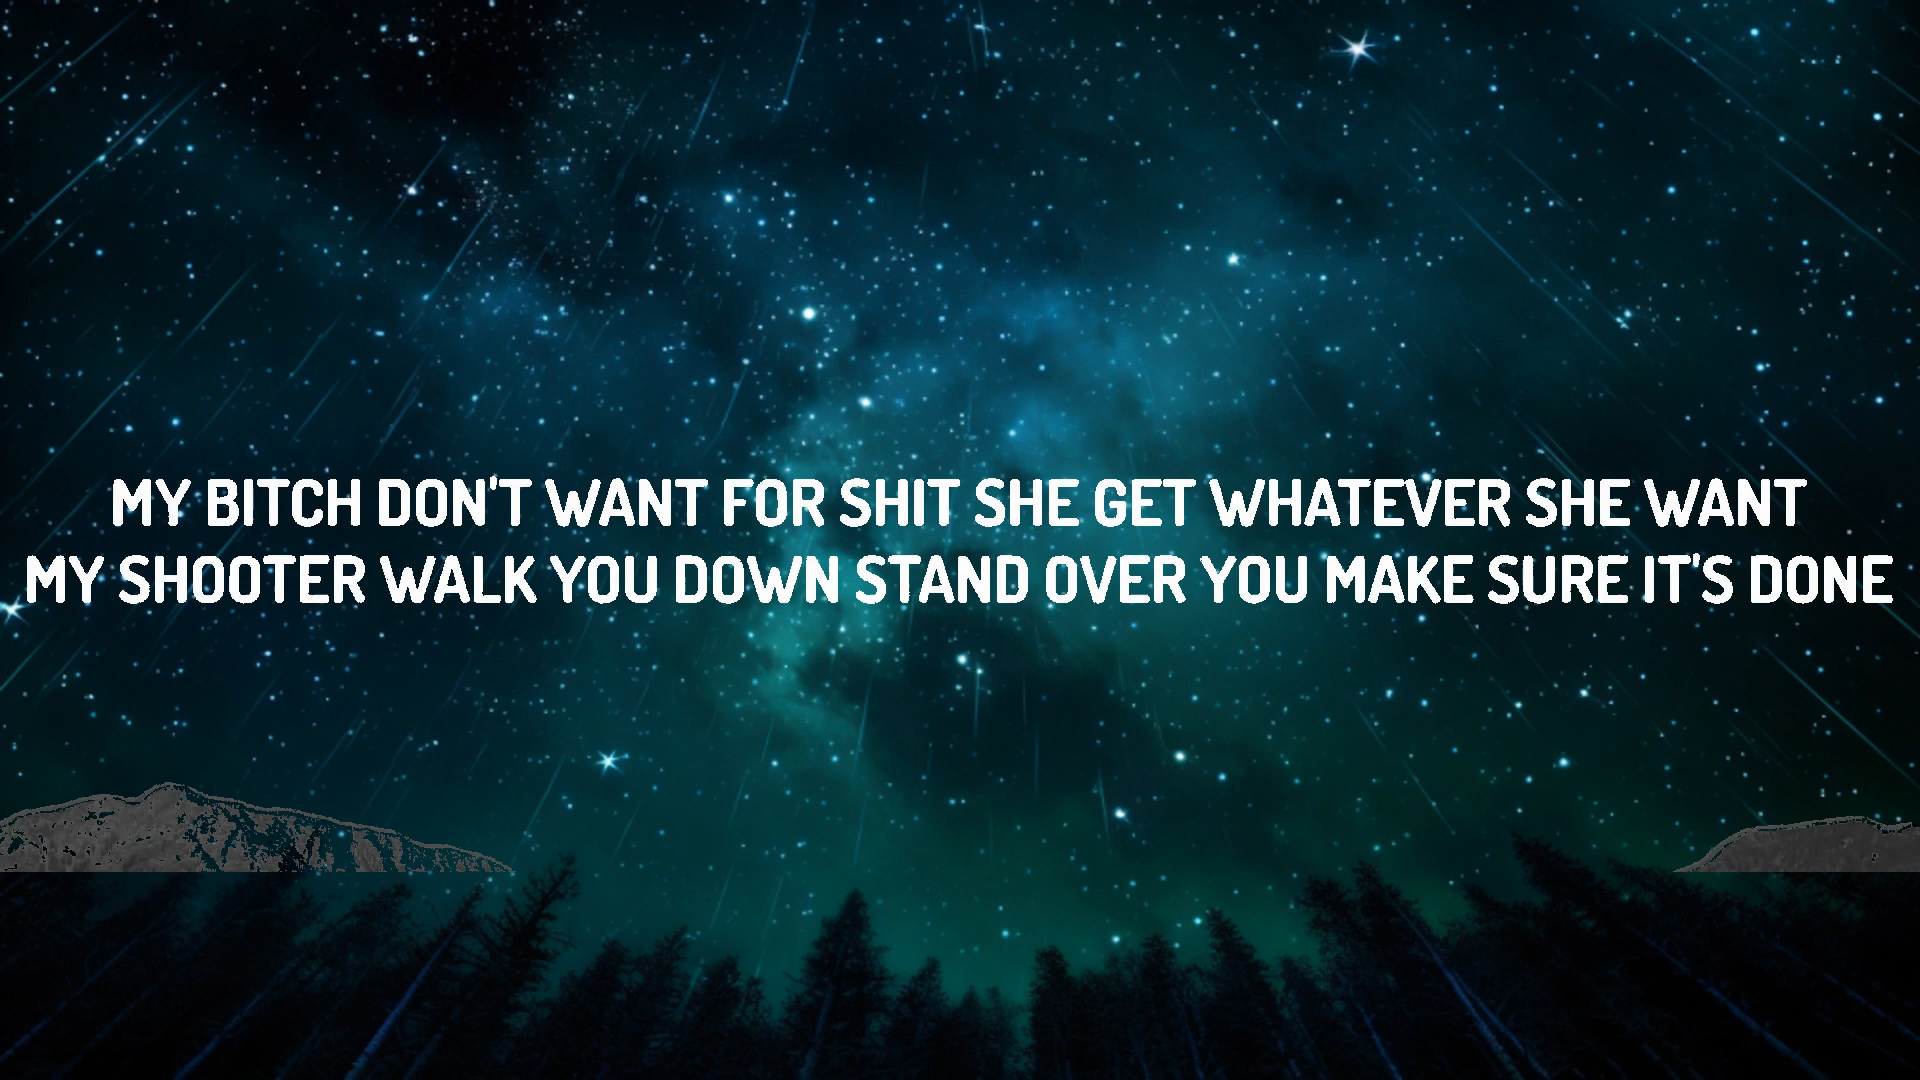 MY BITCH DON'T WANT FOR SHIT SHE GET WHATEVER SHE WANT
MY SHOOTER WALK YOU DOWN STAND OVER YOU MAKE SURE IT'S DONE